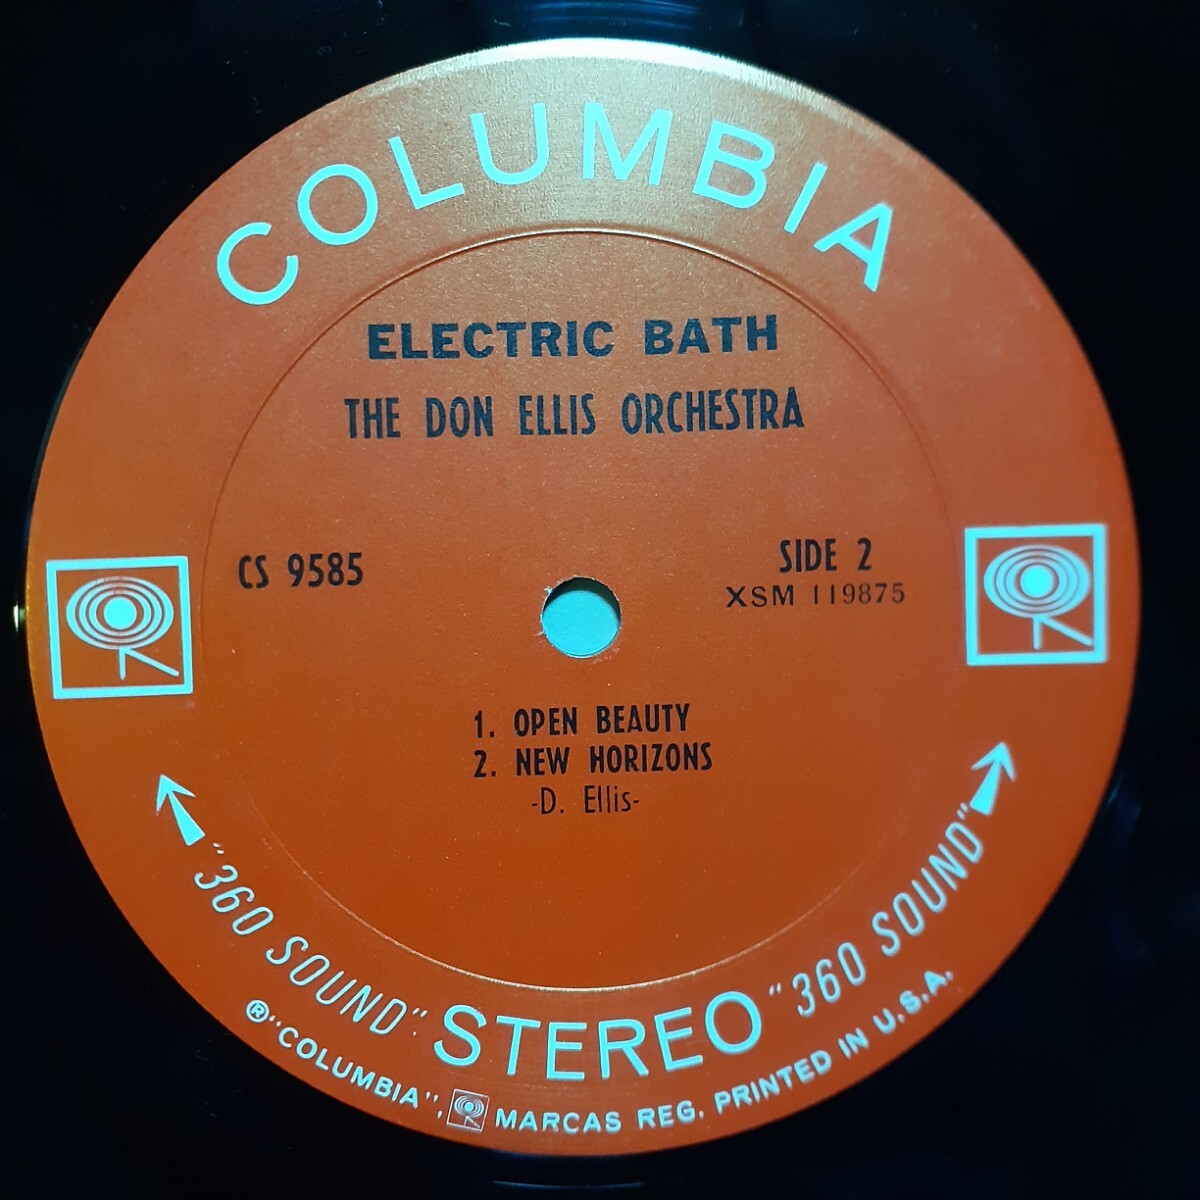 COLUMBIA
ELECTRIC BATH
THE DON ELLIS ORCHESTRA
CS 9585
SIDE 2
XSM 119875
1. OPEN BEAUTY
2. NEW HORIZONS
-D. Ellis-
"360 SOUND" STEREO "360 SOUND"
®"COLUMBIA", MARCAS REG. PRINTED IN U.S.A.